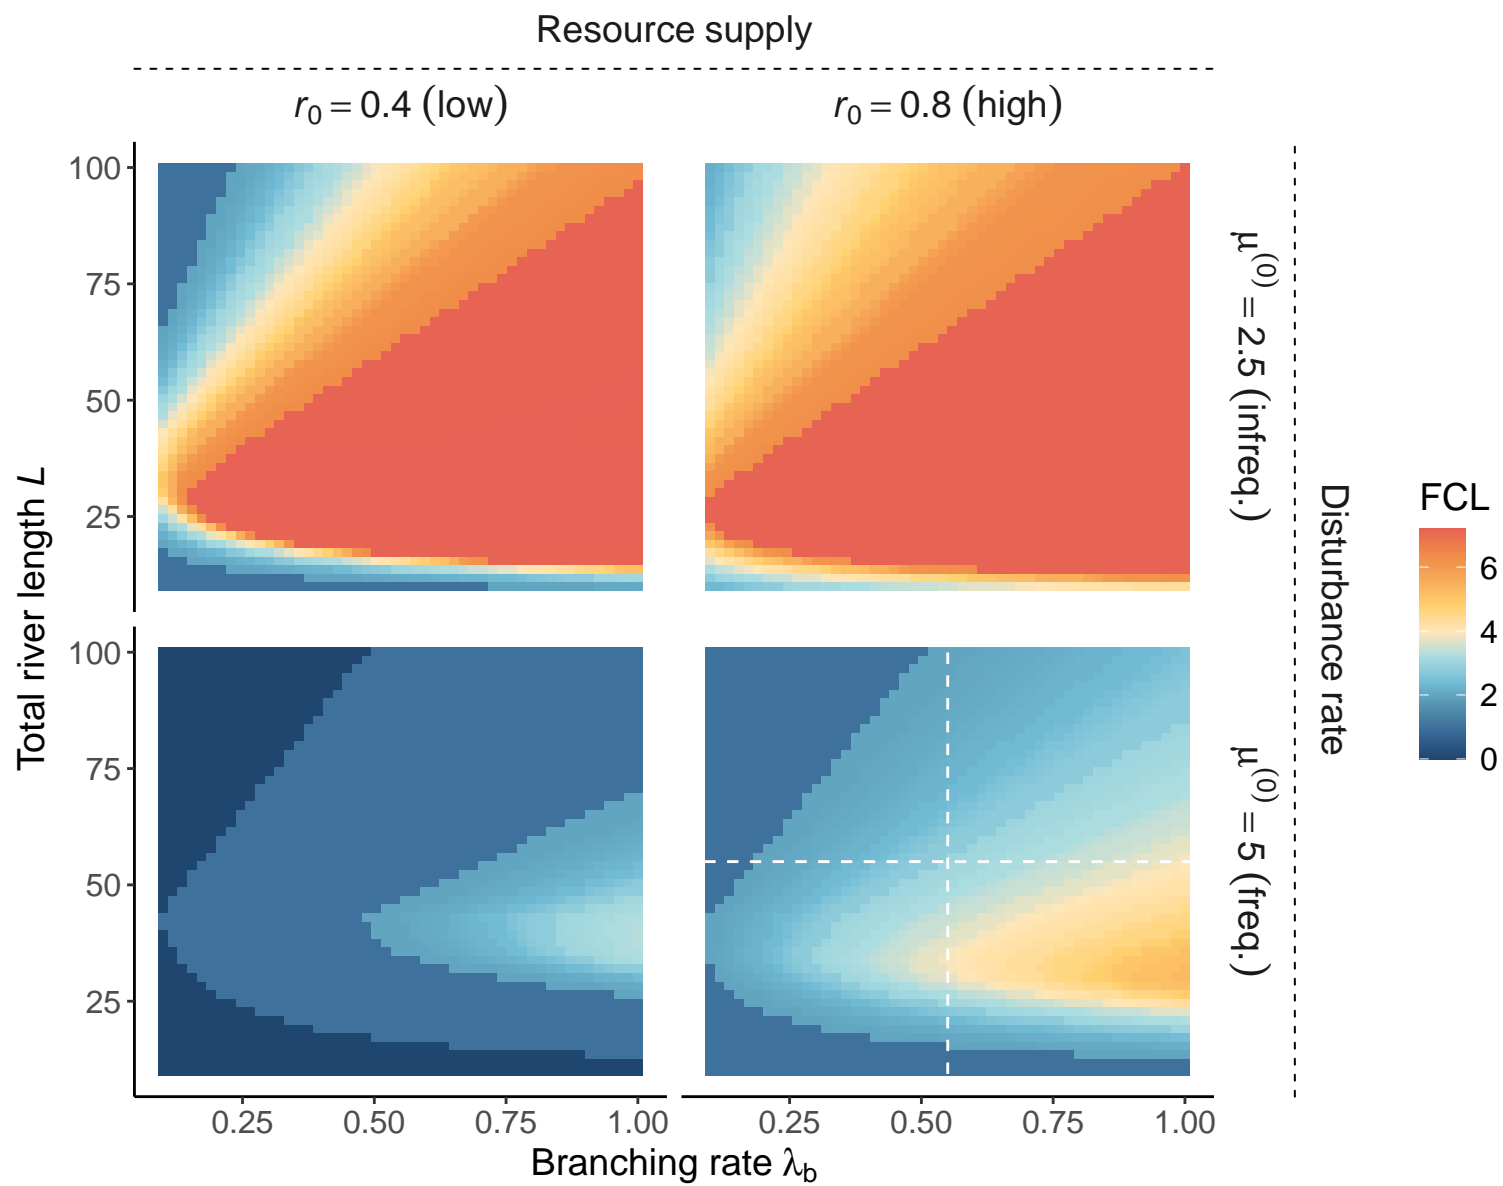 Resource supply
r₀ = 0.4 (low)
r₀ = 0.8 (high)
100
75
50
25
100
75
50
25
Total river length L
0.25
0.50
0.75
1.00
0.25
0.50
0.75
1.00
Branching rate λb
μ⁽⁰⁾ = 2.5 (infreq.)
μ⁽⁰⁾ = 5 (freq.)
Disturbance rate
FCL
6
4
2
0